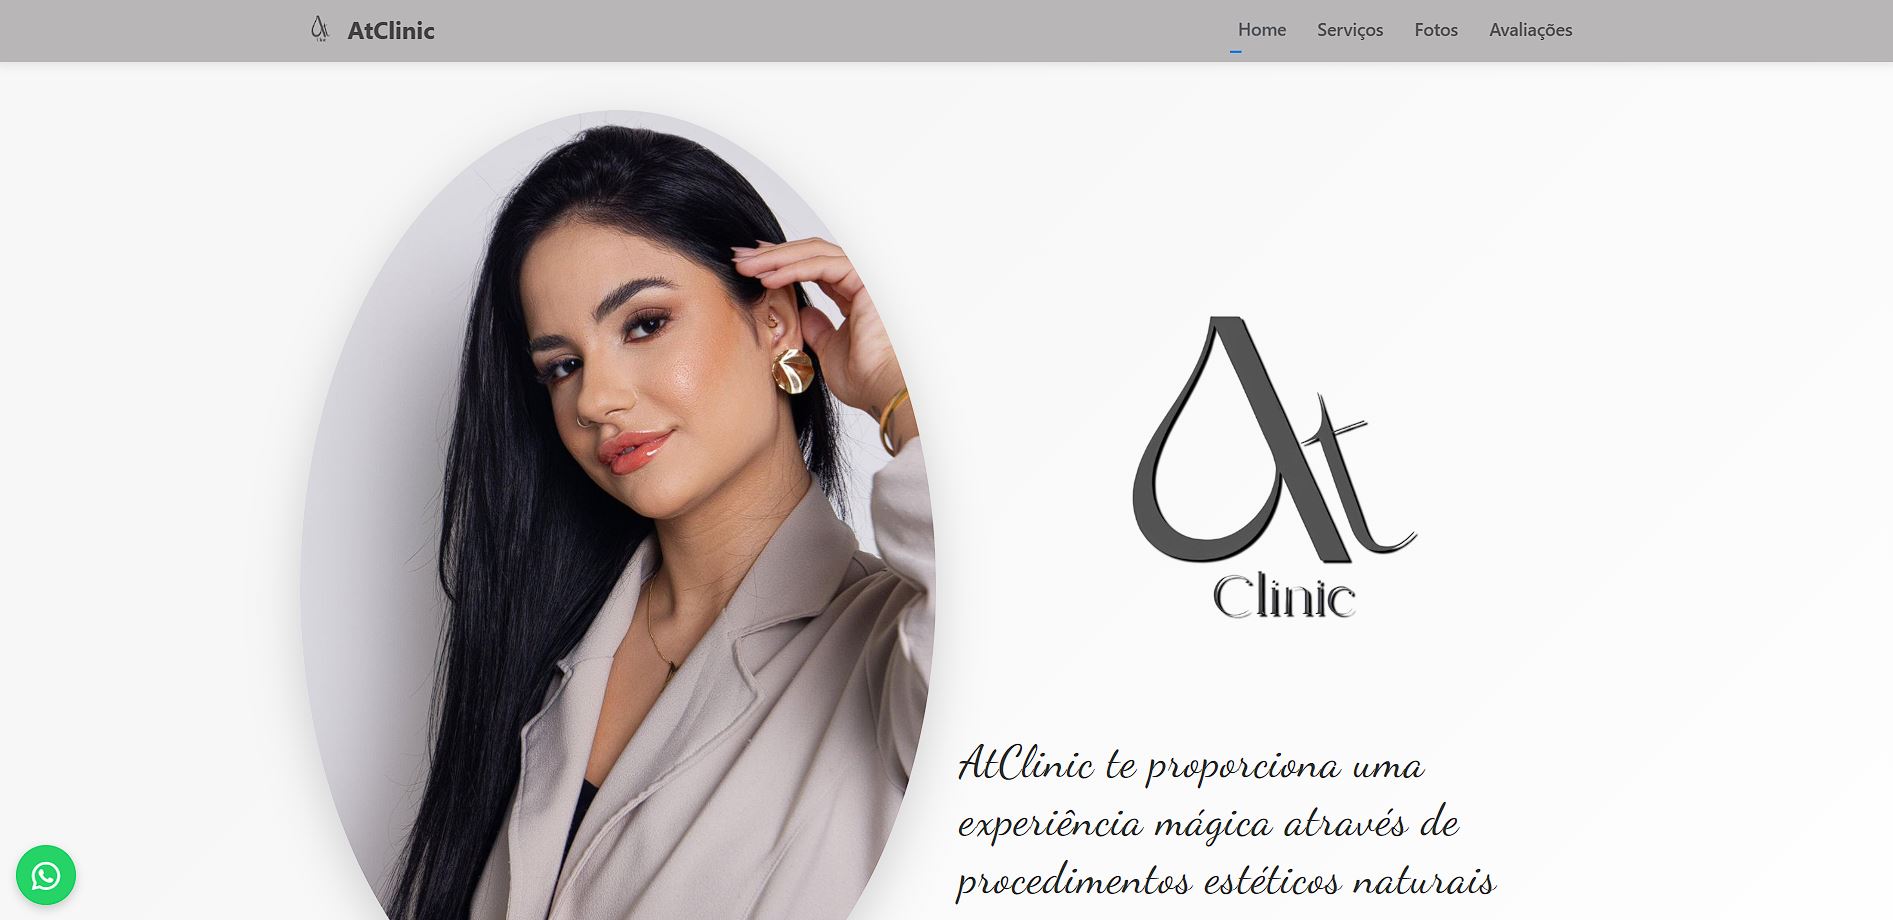 AtClinic
Home
Serviços
Fotos
Avaliações
At
Clinic
AtClinic te proporciona uma
experiência mágica através de
procedimentos estéticos naturais